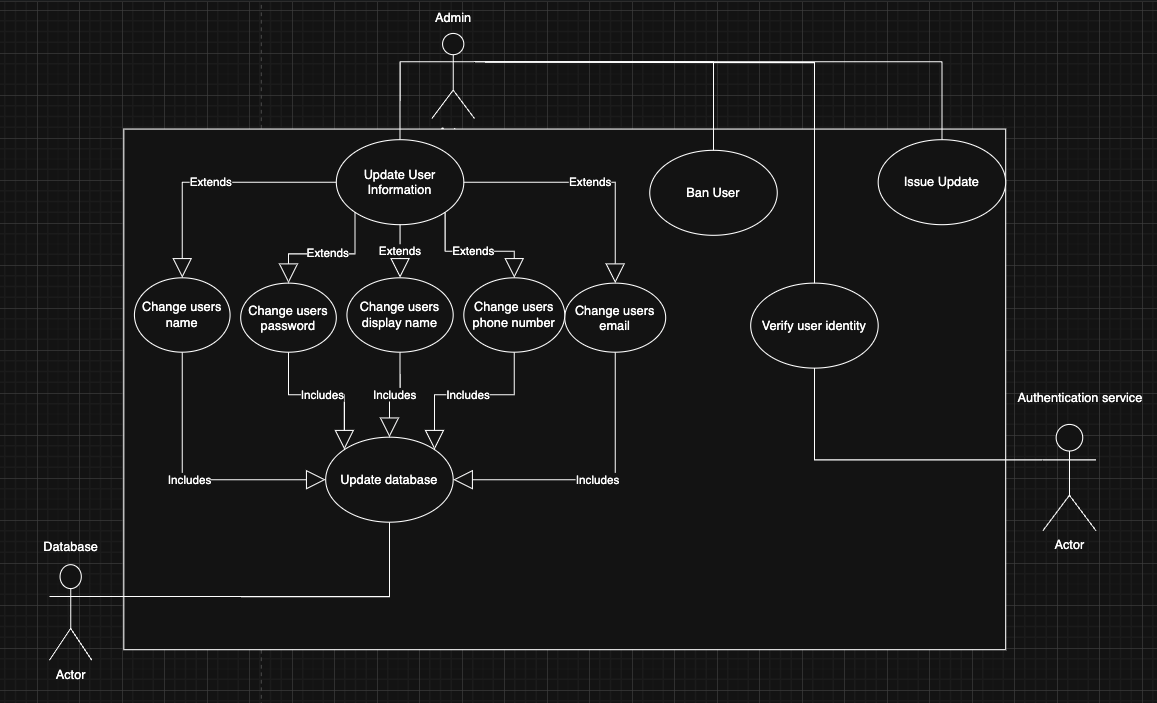 Admin
Update User
Information
Ban User
Issue Update
Extends
Extends
Extends
Extends
Extends
Change users
name
Change users
password
Change users
display name
Change users
phone number
Change users
email
Verify user identity
Includes
Includes
Includes
Includes
Includes
Update database
Authentication service
Actor
Database
Actor